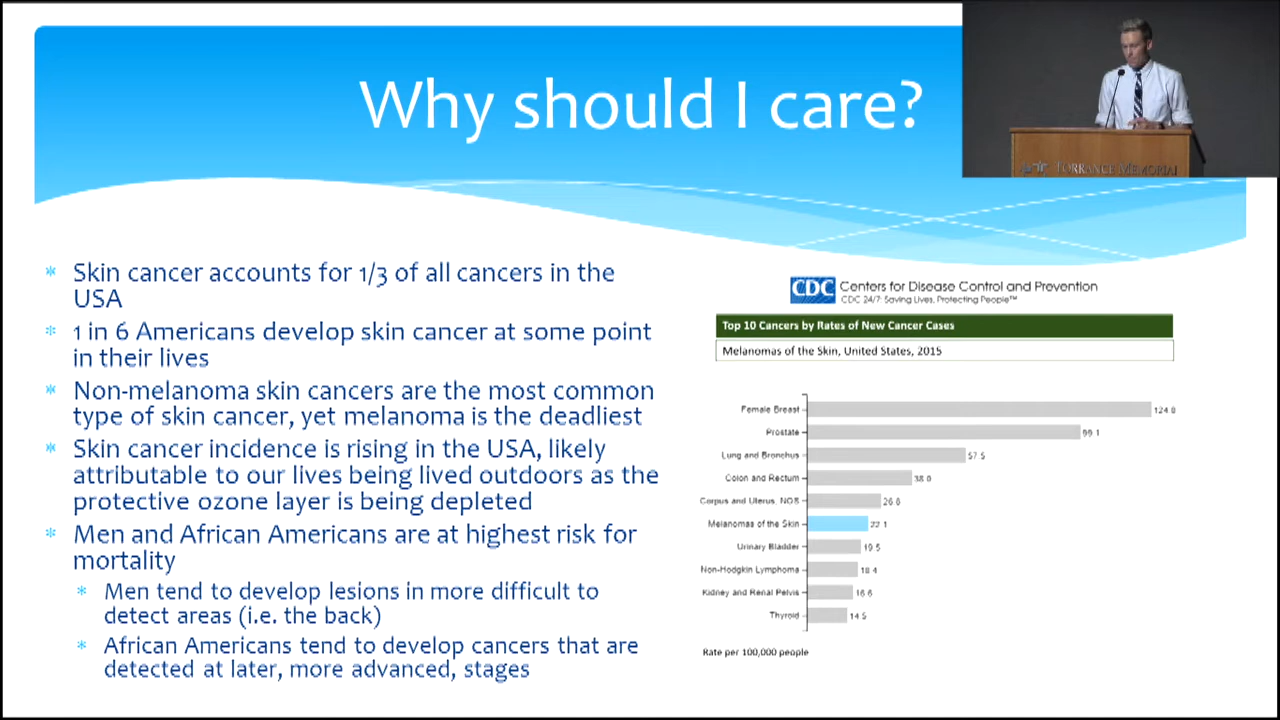 Why should I care?
TORRANCE MEMORIAL
* Skin cancer accounts for 1/3 of all cancers in the
USA
* 1 in 6 Americans develop skin cancer at some point
in their lives
* Non-melanoma skin cancers are the most common
type of skin cancer, yet melanoma is the deadliest
* Skin cancer incidence is rising in the USA, likely
attributable to our lives being lived outdoors as the
protective ozone layer is being depleted
* Men and African Americans are at highest risk for
mortality
* Men tend to develop lesions in more difficult to
detect areas (i.e. the back)
* African Americans tend to develop cancers that are
detected at later, more advanced, stages
CDC Centers for Disease Control and Prevention
CDC 24/7: Saving Lives, Protecting People™
Top 10 Cancers by Rates of New Cancer Cases
Melanomas of the Skin, United States, 2015
Female Breast 124.8
Prostate 99.1
Lung and Bronchus 57.5
Colon and Rectum 38.0
Corpus and Uterus, NOS 26.8
Melanomas of the Skin 22.1
Urinary Bladder 19.5
Non-Hodgkin Lymphoma 18.4
Kidney and Renal Pelvis 16.6
Thyroid 14.5
Rate per 100,000 people